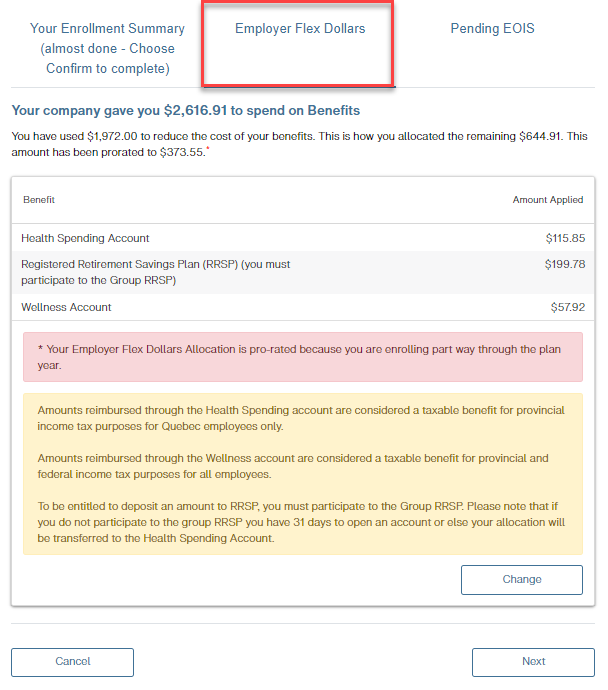 Your Enrollment Summary
(almost done - Choose
Confirm to complete)
Employer Flex Dollars
Pending EOIS
Your company gave you $2,616.91 to spend on Benefits
You have used $1,972.00 to reduce the cost of your benefits. This is how you allocated the remaining $644.91. This
amount has been prorated to $373.55.*
Benefit Amount Applied
Health Spending Account $115.85
Registered Retirement Savings Plan (RRSP) (you must $199.78
participate to the Group RRSP)
Wellness Account $57.92
* Your Employer Flex Dollars Allocation is pro-rated because you are enrolling part way through the plan
year.
Amounts reimbursed through the Health Spending account are considered a taxable benefit for provincial
income tax purposes for Quebec employees only.
Amounts reimbursed through the Wellness account are considered a taxable benefit for provincial and
federal income tax purposes for all employees.
To be entitled to deposit an amount to RRSP, you must participate to the Group RRSP. Please note that if
you do not participate to the group RRSP you have 31 days to open an account or else your allocation will
be transferred to the Health Spending Account.
Change
Cancel Next